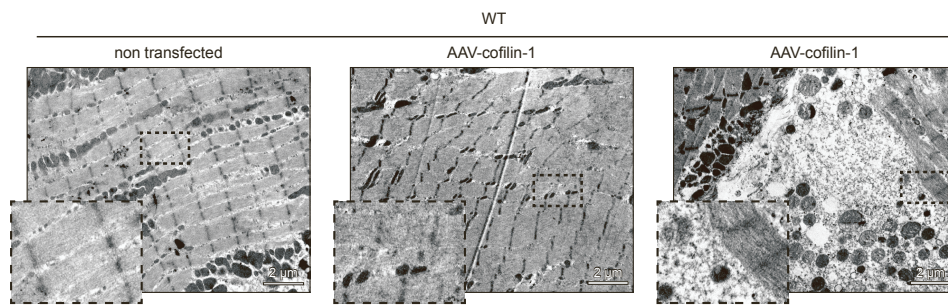 WT
non transfected
AAV-cofilin-1
AAV-cofilin-1
2 µm
2 µm
2 µm